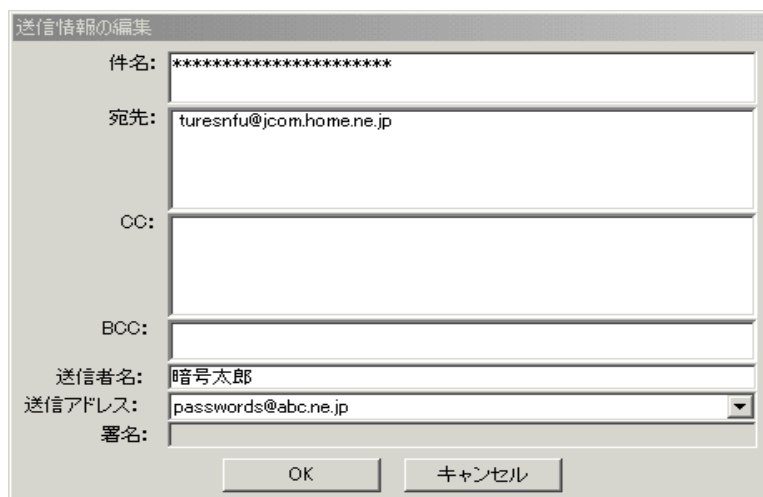 送信情報の編集
件名: **********************
宛先: turesnfu@jcom.home.ne.jp
CC:
BCC:
送信者名: 暗号太郎
送信アドレス: passwords@abc.ne.jp
署名:
OK キャンセル